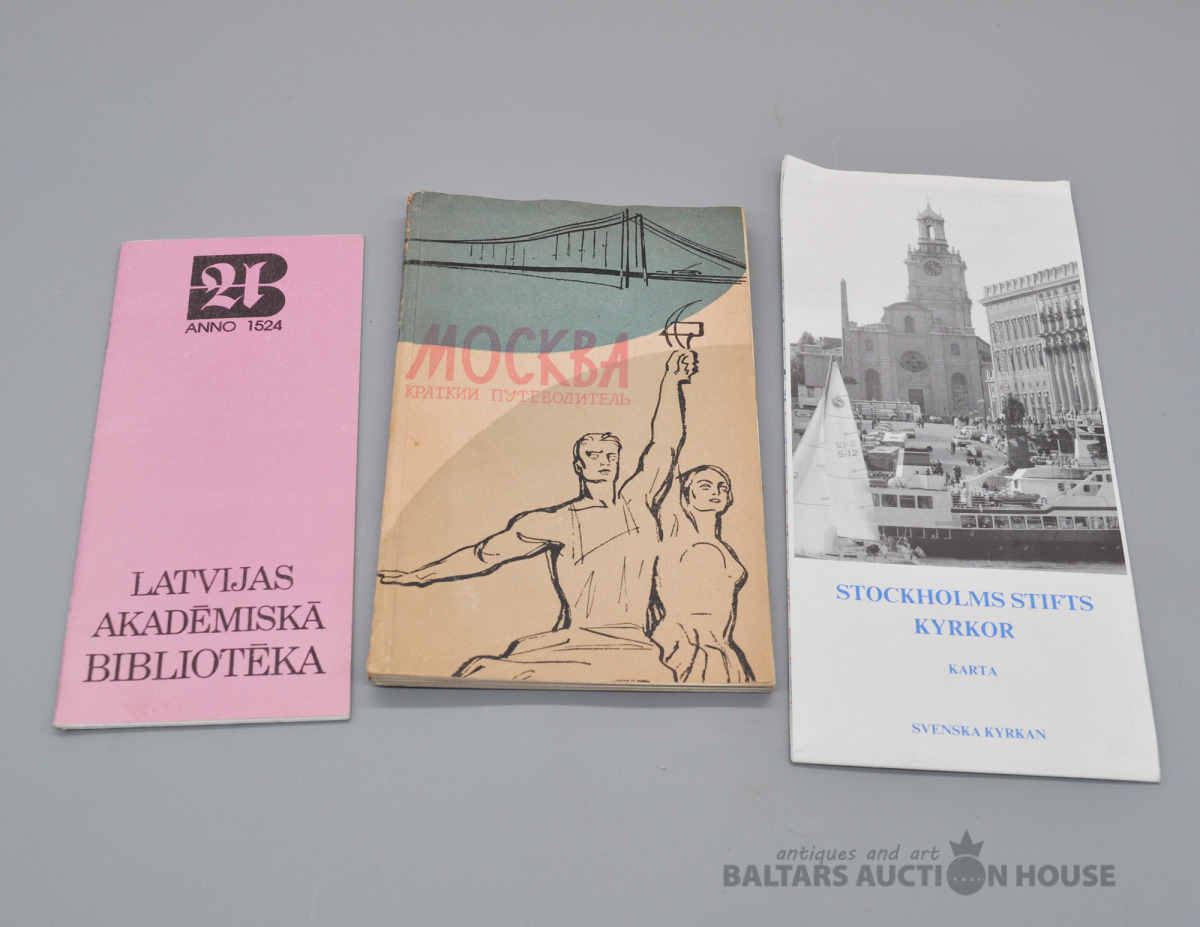 ANNO 1524
LATVIJAS
AKADĒMISKĀ
BIBLIOTĒKA
МОСКВА
КРАТКИЙ ПУТЕВОДИТЕЛЬ
S-12
STOCKHOLMS STIFTS
KYRKOR
KARTA
SVENSKA KYRKAN
antiques and art
BALTARS AUCTION HOUSE